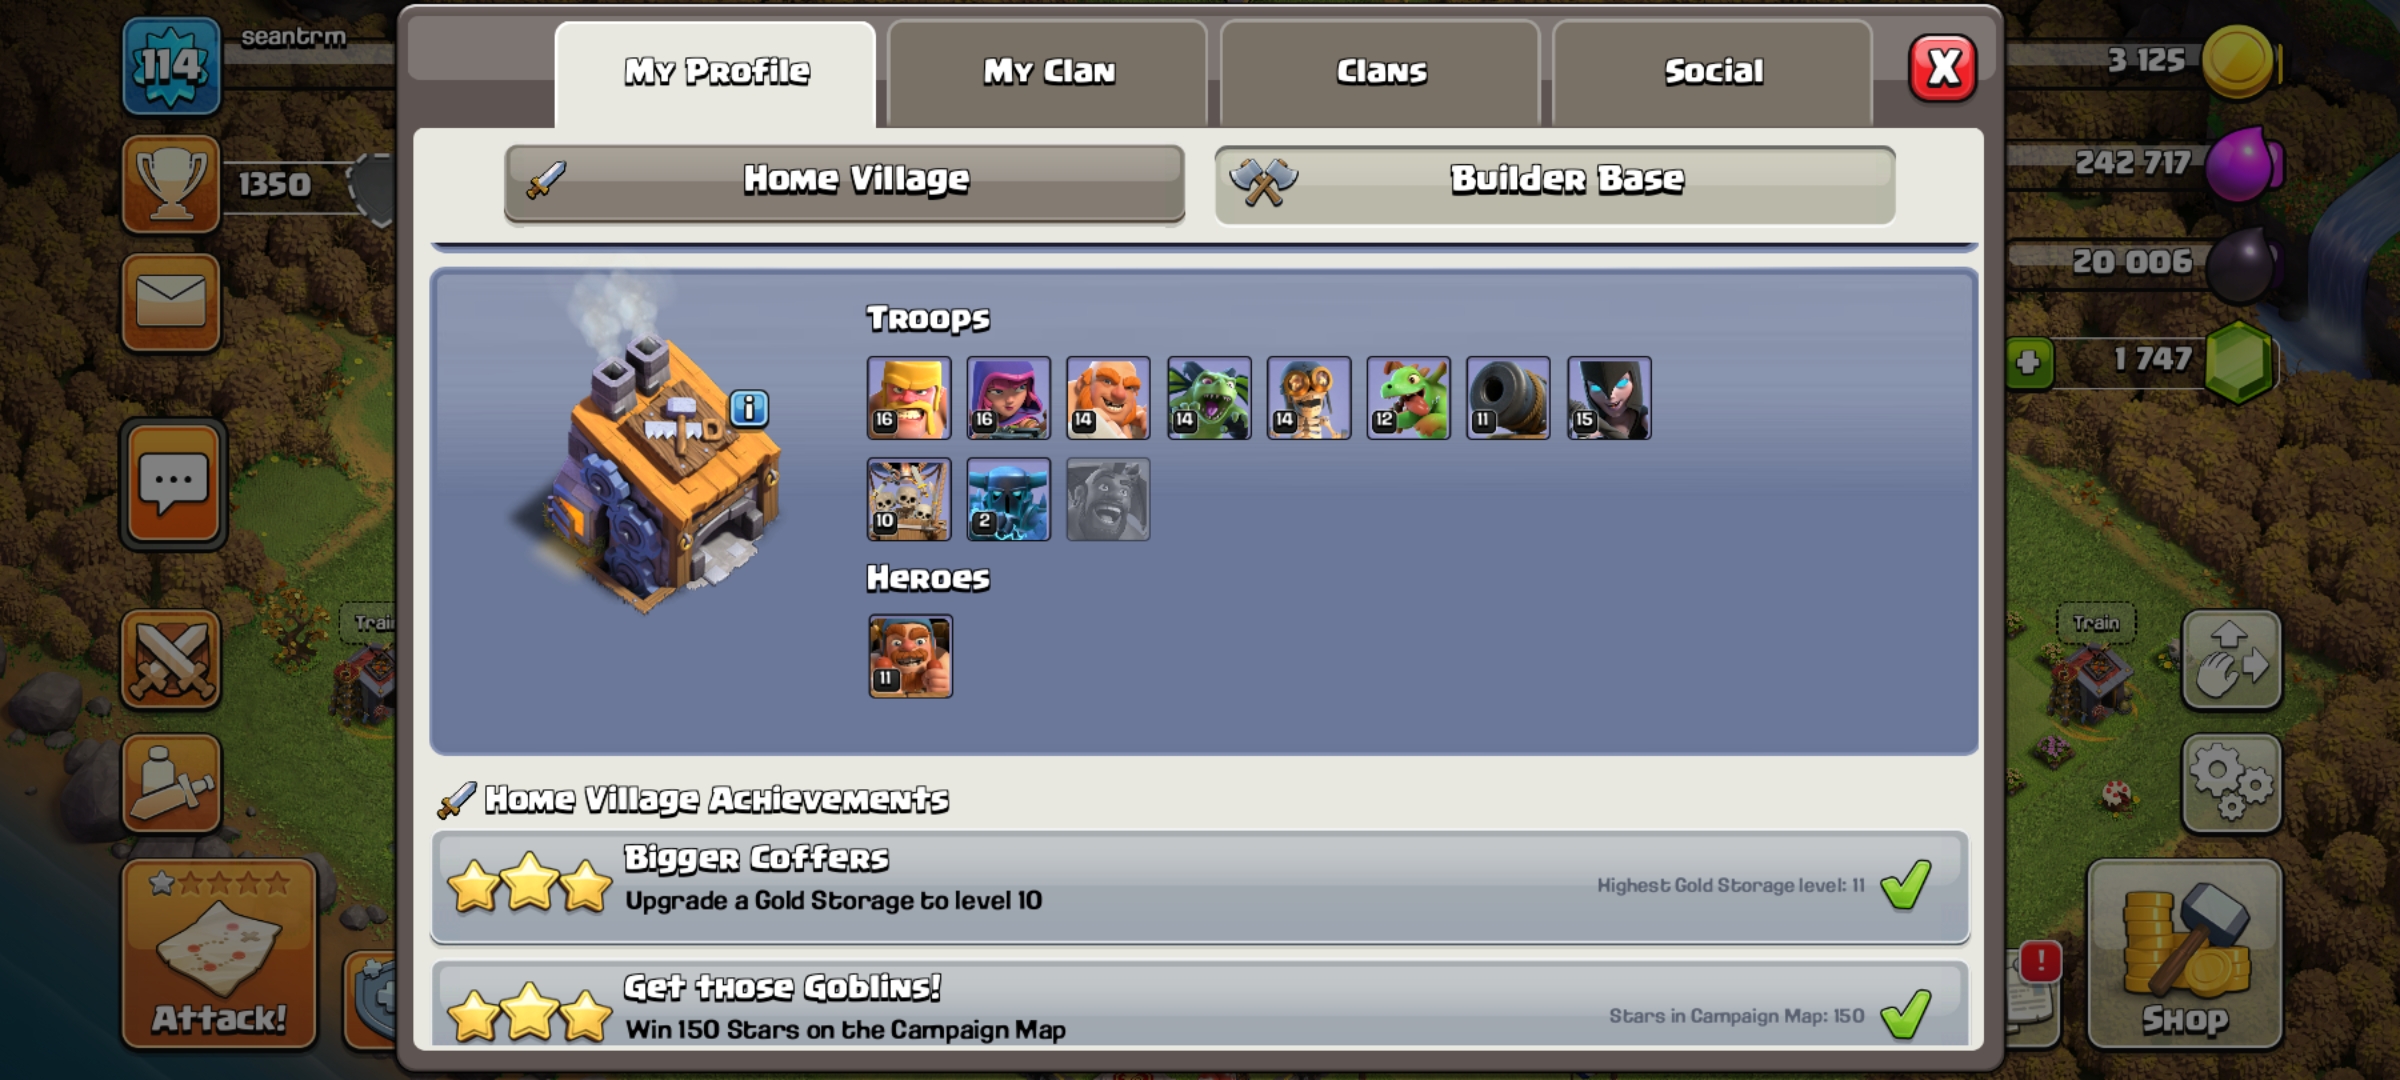 114
seantrm
My Profile
My Clan
Clans
Social
X
3 125
1350
Home Village
Builder Base
242 717
20 006
1 747
Troops
16
16
14
14
14
12
11
15
10
2
Heroes
11
Train
Home Village Achievements
Bigger Coffers
Upgrade a Gold Storage to level 10
Highest Gold Storage level: 11
Get those Goblins!
Win 150 Stars on the Campaign Map
Stars in Campaign Map: 150
Attack!
!
Shop